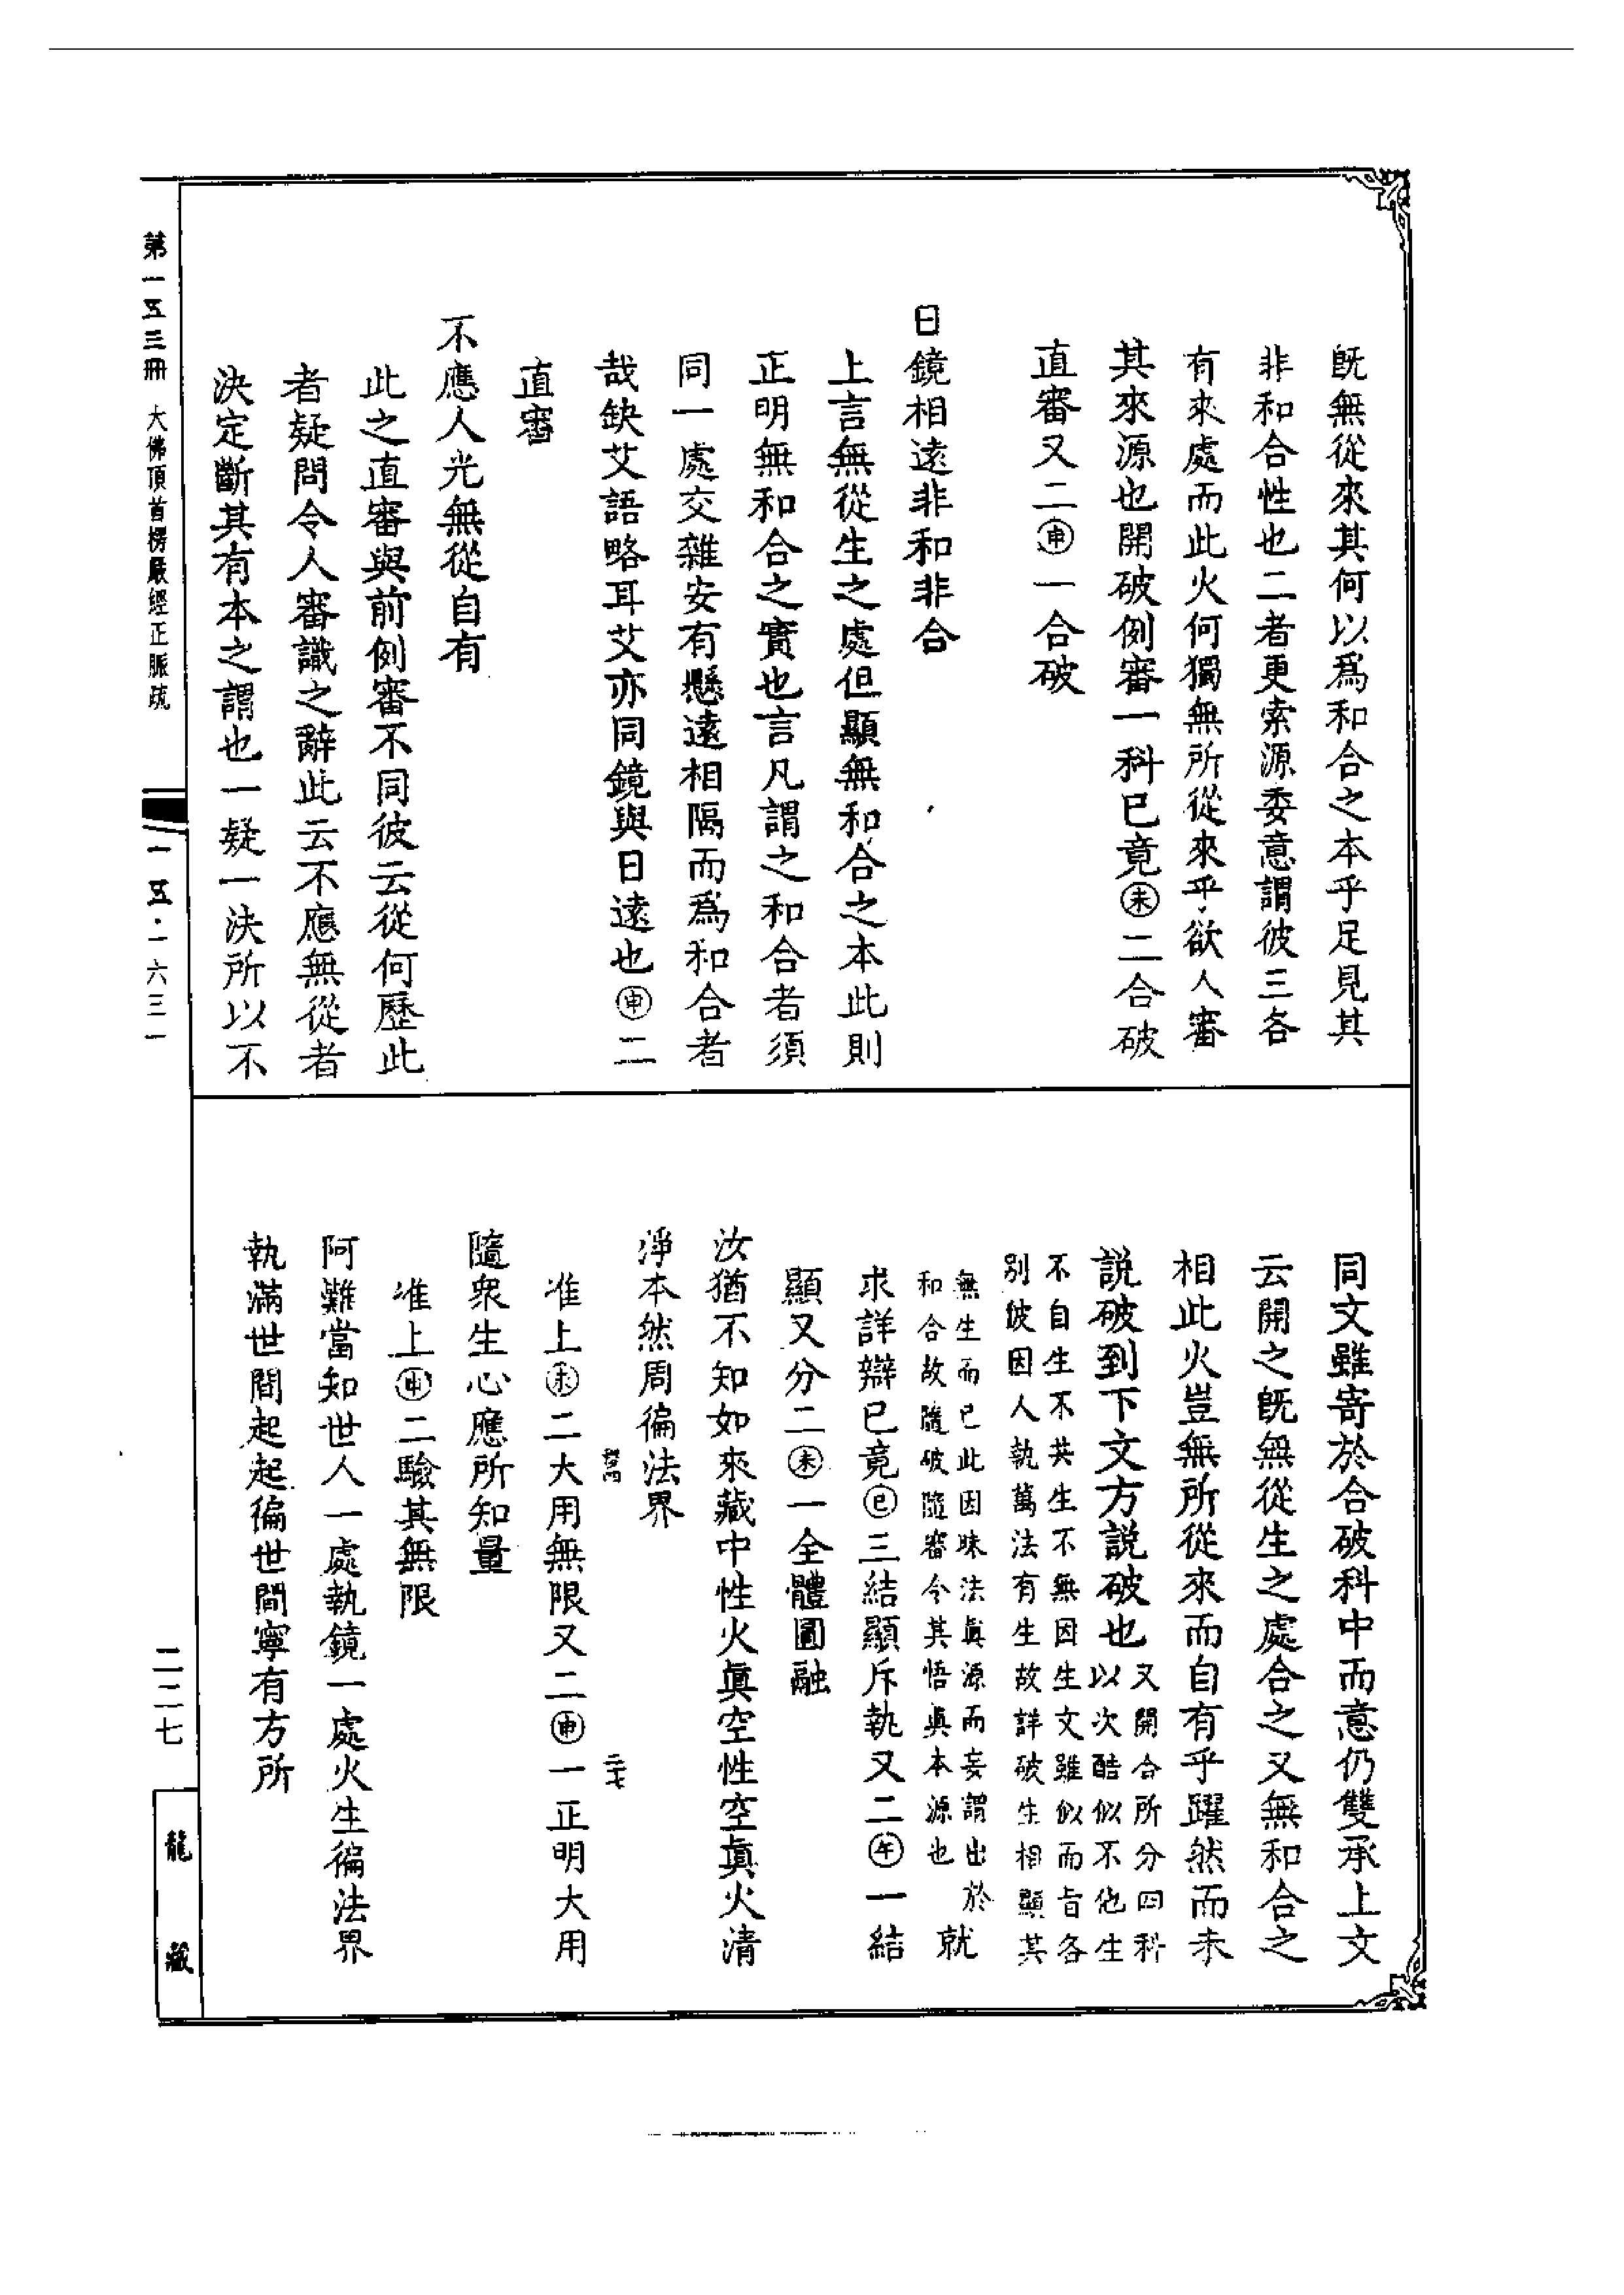 既無從來其何以爲和合之本乎足見其
非和合性也二者更索源委意謂彼三各
有來處而此火何獨無所從來乎欲人審
其來源也開破例審一科已竟㊍二合破
直審又二㊥一合破
日鏡相遠非和非合
上言無從生之處但顯無和合之本此則
正明無和合之實也言凡謂之和合者須
同一處交雜安有懸遠相隔而爲和合者
哉缺艾語略耳艾亦同鏡與日遠也(申)二
直審
不應人光無從自有
此之直審與前例審不同彼云從何歷此
者疑問令人審識之辭此云不應無從者
決定斷其有本之謂也一疑一決所以不
同文雖寄於合破科中而意仍雙承上文
云開之既無從生之處合之又無和合之
相此火豈無所從來而自有乎躍然而未
說破到下文方說破也又開合所分四科
以次酷似不他生
不自生不共生不無因生文雖似而旨各
別彼因人執萬法有生故詳破生相顯其
無生而已此因昧法眞源而妄謂出於
和合故隨破隨審令其悟眞本源也就
求詳辯已竟(巳)三結顯斥執又二(午)一結
顯又分二(未)一全體圓融
汝猶不知如來藏中性火眞空性空眞火清
淨本然周徧法界
准上(未)二大用無限又二(申)一正明大用
隨衆生心應所知量
准上(申)二驗其無限
阿難當知世人一處執鏡一處火生徧法界
執滿世間起起徧世間寧有方所
第一五三冊 大佛頂首楞嚴經正脈疏
一五·一六三一
二二七
龍藏